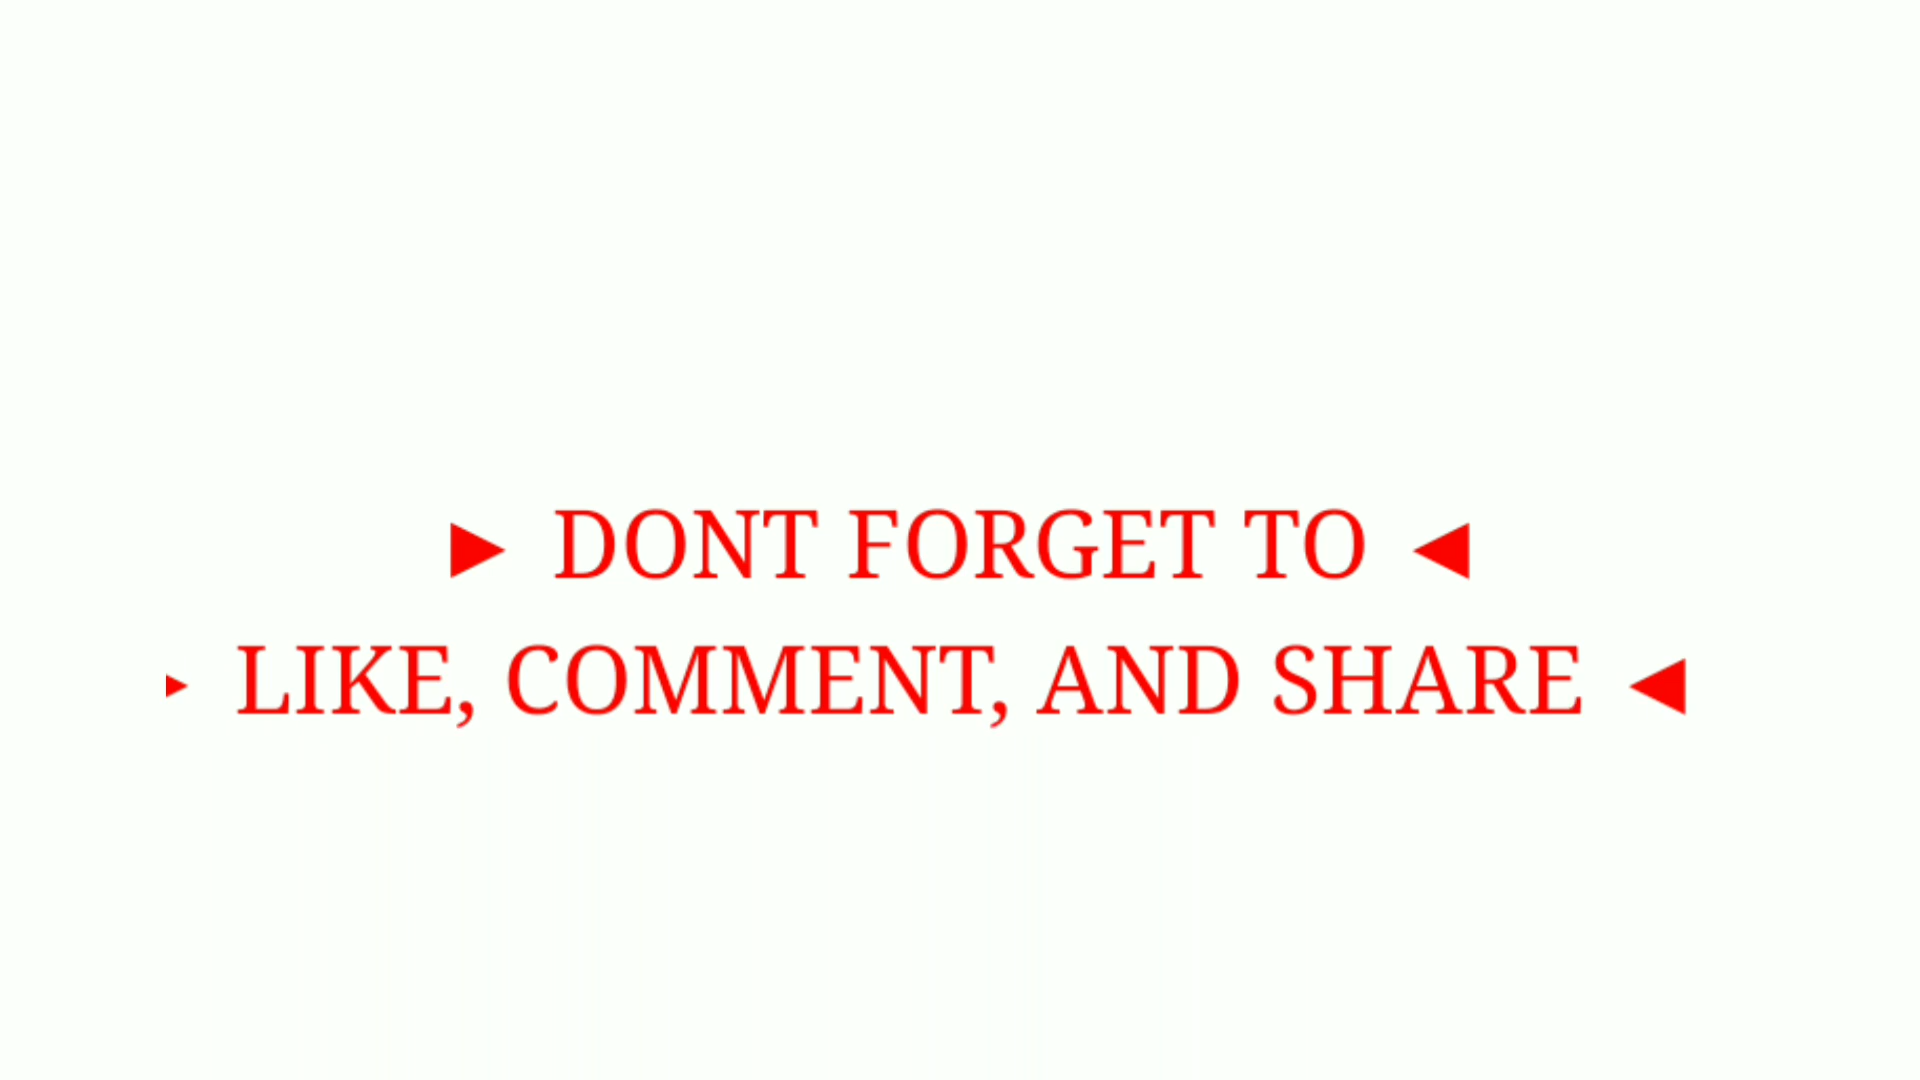 ► DONT FORGET TO ◄
► LIKE, COMMENT, AND SHARE ◄